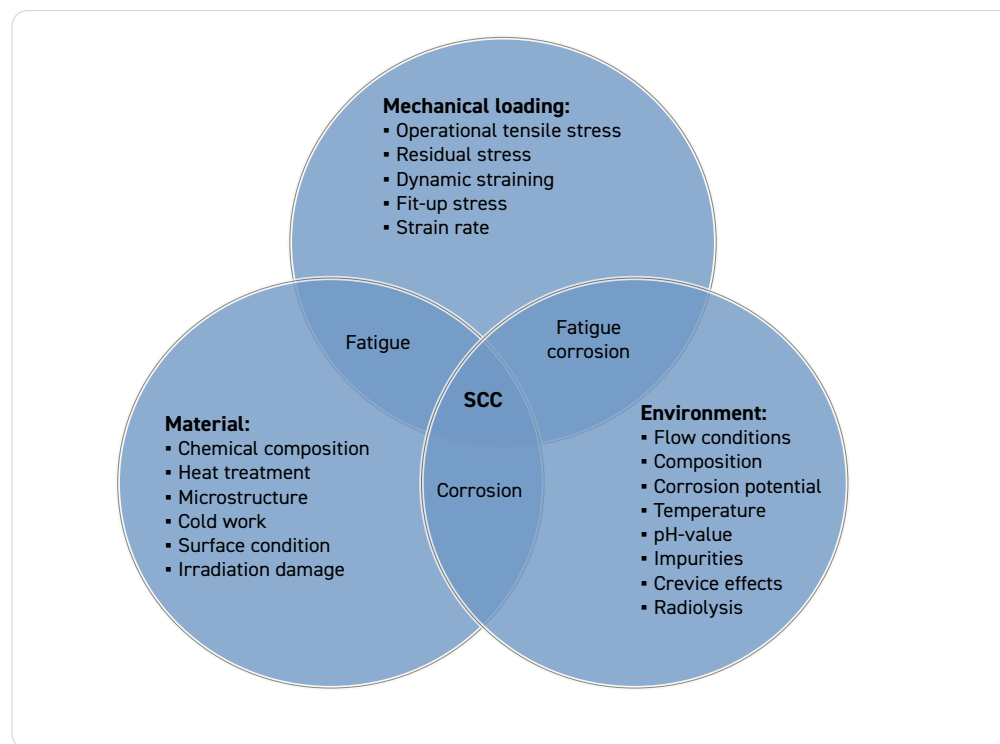 Mechanical loading:
▪ Operational tensile stress
▪ Residual stress
▪ Dynamic straining
▪ Fit-up stress
▪ Strain rate
Fatigue
Fatigue
corrosion
SCC
Material:
▪ Chemical composition
▪ Heat treatment
▪ Microstructure
▪ Cold work
▪ Surface condition
▪ Irradiation damage
Corrosion
Environment:
▪ Flow conditions
▪ Composition
▪ Corrosion potential
▪ Temperature
▪ pH-value
▪ Impurities
▪ Crevice effects
▪ Radiolysis